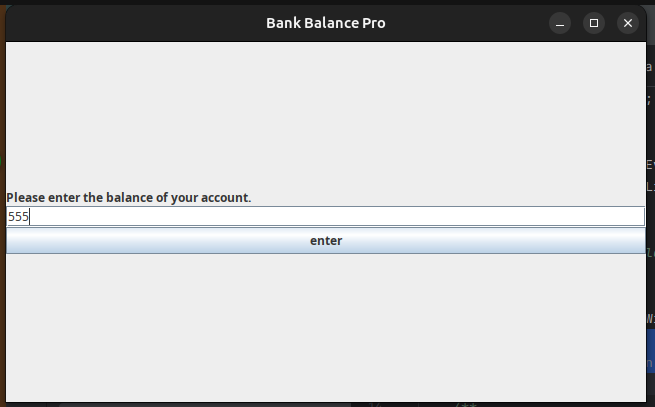 Bank Balance Pro
Please enter the balance of your account.
555
enter